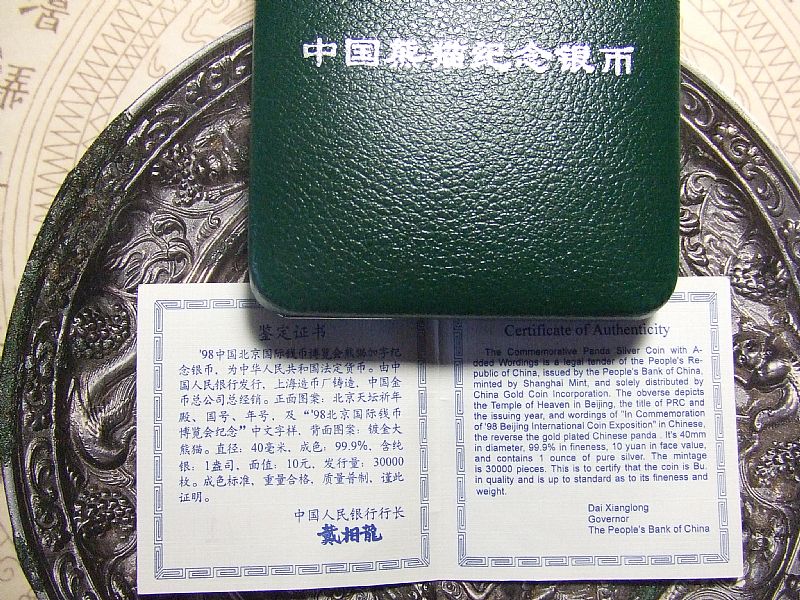 中国熊猫纪念银币
鉴定证书
'98中国北京国际钱币博览会熊猫加字纪
念银币，为中华人民共和国法定货币。由中
国人民银行发行，上海造币厂铸造，中国金
币总公司总经销。正面图案：北京天坛祈年
殿、国号、年号，及“'98北京国际钱币
博览会纪念”中文字样，背面图案：镀金大
熊猫。直径：40毫米，成色：99.9%，含纯
银：1盎司，面值：10元，发行量：30000
枚。成色标准，重量合格，质量普制，谨此
证明。
中国人民银行行长
戴相龍
Certificate of Authenticity
The Commemorative Panda Silver Coin with A-
dded Wordings is a legal tender of the People's Re-
public of China, issued by the People's Bank of China,
minted by Shanghai Mint, and solely distributed by
China Gold Coin Incorporation. The obverse depicts
the Temple of Heaven in Beijing, the title of PRC and
the issuing year, and wordings of "In Commemoration
of '98 Beijing International Coin Exposition" in Chinese,
the reverse the gold plated Chinese panda . It's 40mm
in diameter, 99.9% in fineness, 10 yuan in face value,
and contains 1 ounce of pure silver. The mintage
is 30000 pieces. This is to certify that the coin is Bu.
in quality and is up to standard as to its fineness and
weight.
Dai Xianglong
Governor
The People's Bank of China